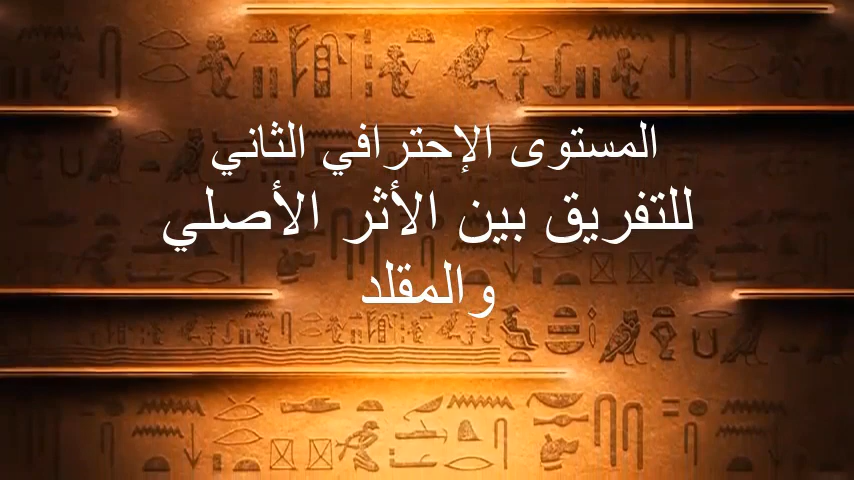 المستوى الإحترافي الثاني
للتفريق بين الأثر الأصلي
والمقلد